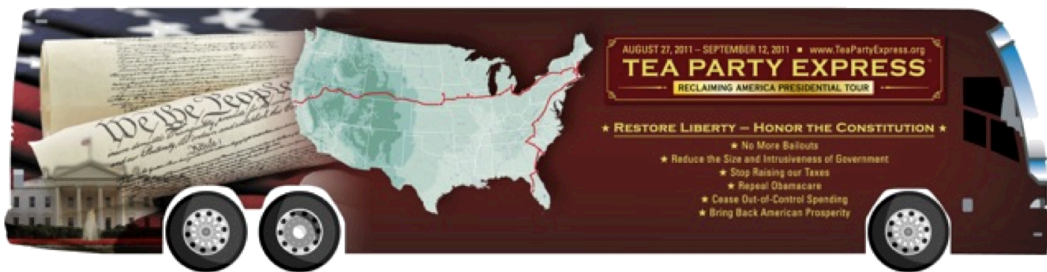 We the People
AUGUST 27, 2011 – SEPTEMBER 12, 2011 ■ www.TeaPartyExpress.org
TEA PARTY EXPRESS
RECLAIMING AMERICA PRESIDENTIAL TOUR
★ RESTORE LIBERTY – HONOR THE CONSTITUTION ★
★ No More Bailouts
★ Reduce the Size and Intrusiveness of Government
★ Stop Raising our Taxes
★ Repeal Obamacare
★ Cease Out-of-Control Spending
★ Bring Back American Prosperity